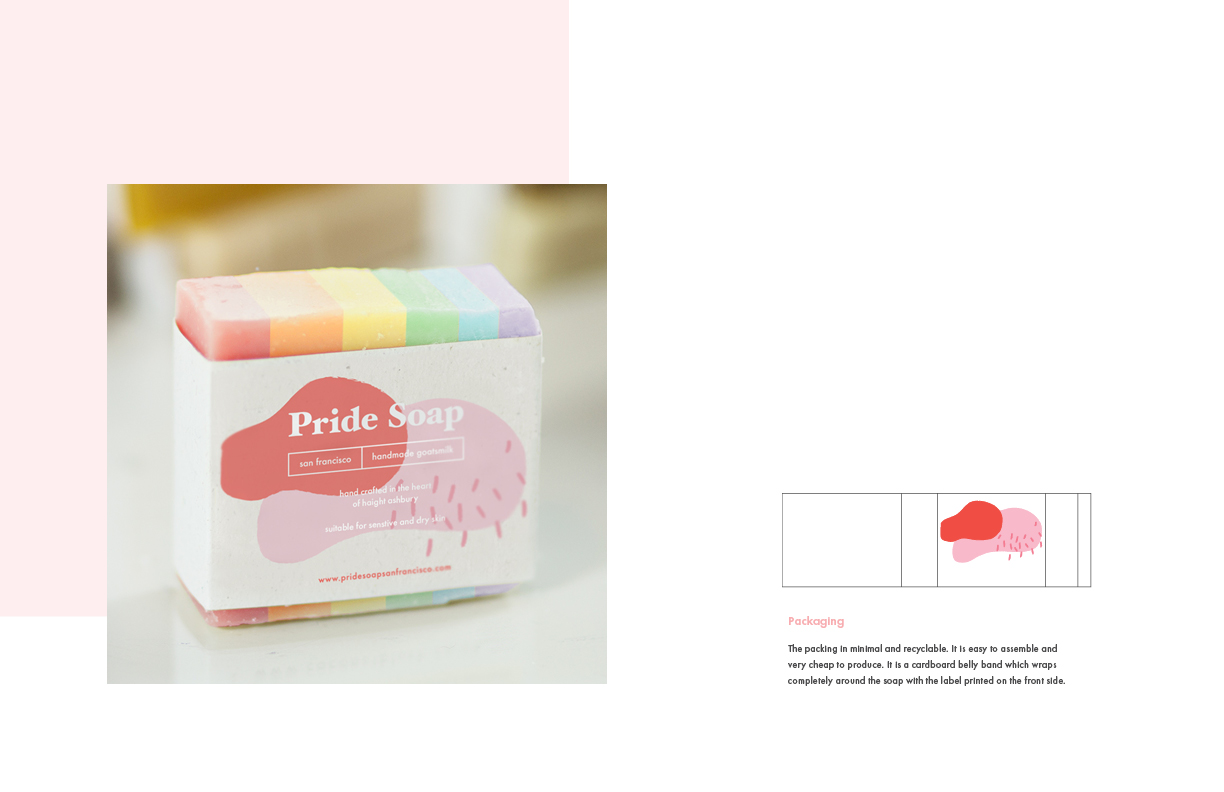 Pride Soap
san francisco
handmade goatsmilk
hand crafted in the heart
of haight ashbury
suitable for senstive and dry skin
www.pridesoapsanfrancisco.com
Packaging
The packing in minimal and recyclable. It is easy to assemble and
very cheap to produce. It is a cardboard belly band which wraps
completely around the soap with the label printed on the front side.